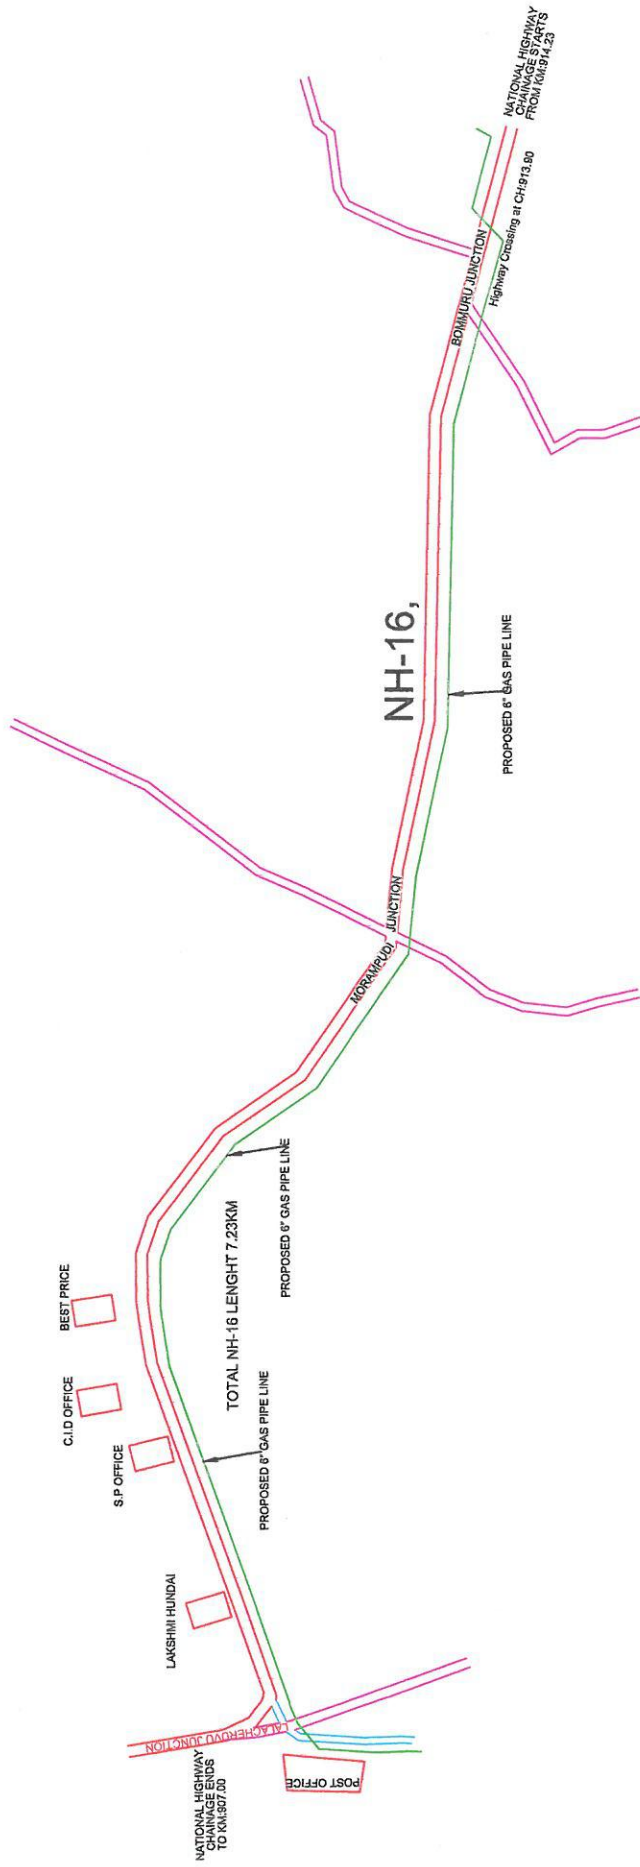 NATIONAL HIGHWAY
CHAINAGE STARTS
FROM KM:914.23
Highway Crossing at CH:913.90
BOMMURU JUNCTION
NH-16,
PROPOSED 6" GAS PIPE LINE
MORAMPUDI JUNCTION
PROPOSED 6" GAS PIPE LINE
TOTAL NH-16 LENGHT 7.23KM
BEST PRICE
C.I.D OFFICE
S.P OFFICE
PROPOSED 6" GAS PIPE LINE
LAKSHMI HUNDAI
LALACHERUVU JUNCTION
NATIONAL HIGHWAY
CHAINAGE ENDS
TO KM:907.00
POST OFFICE